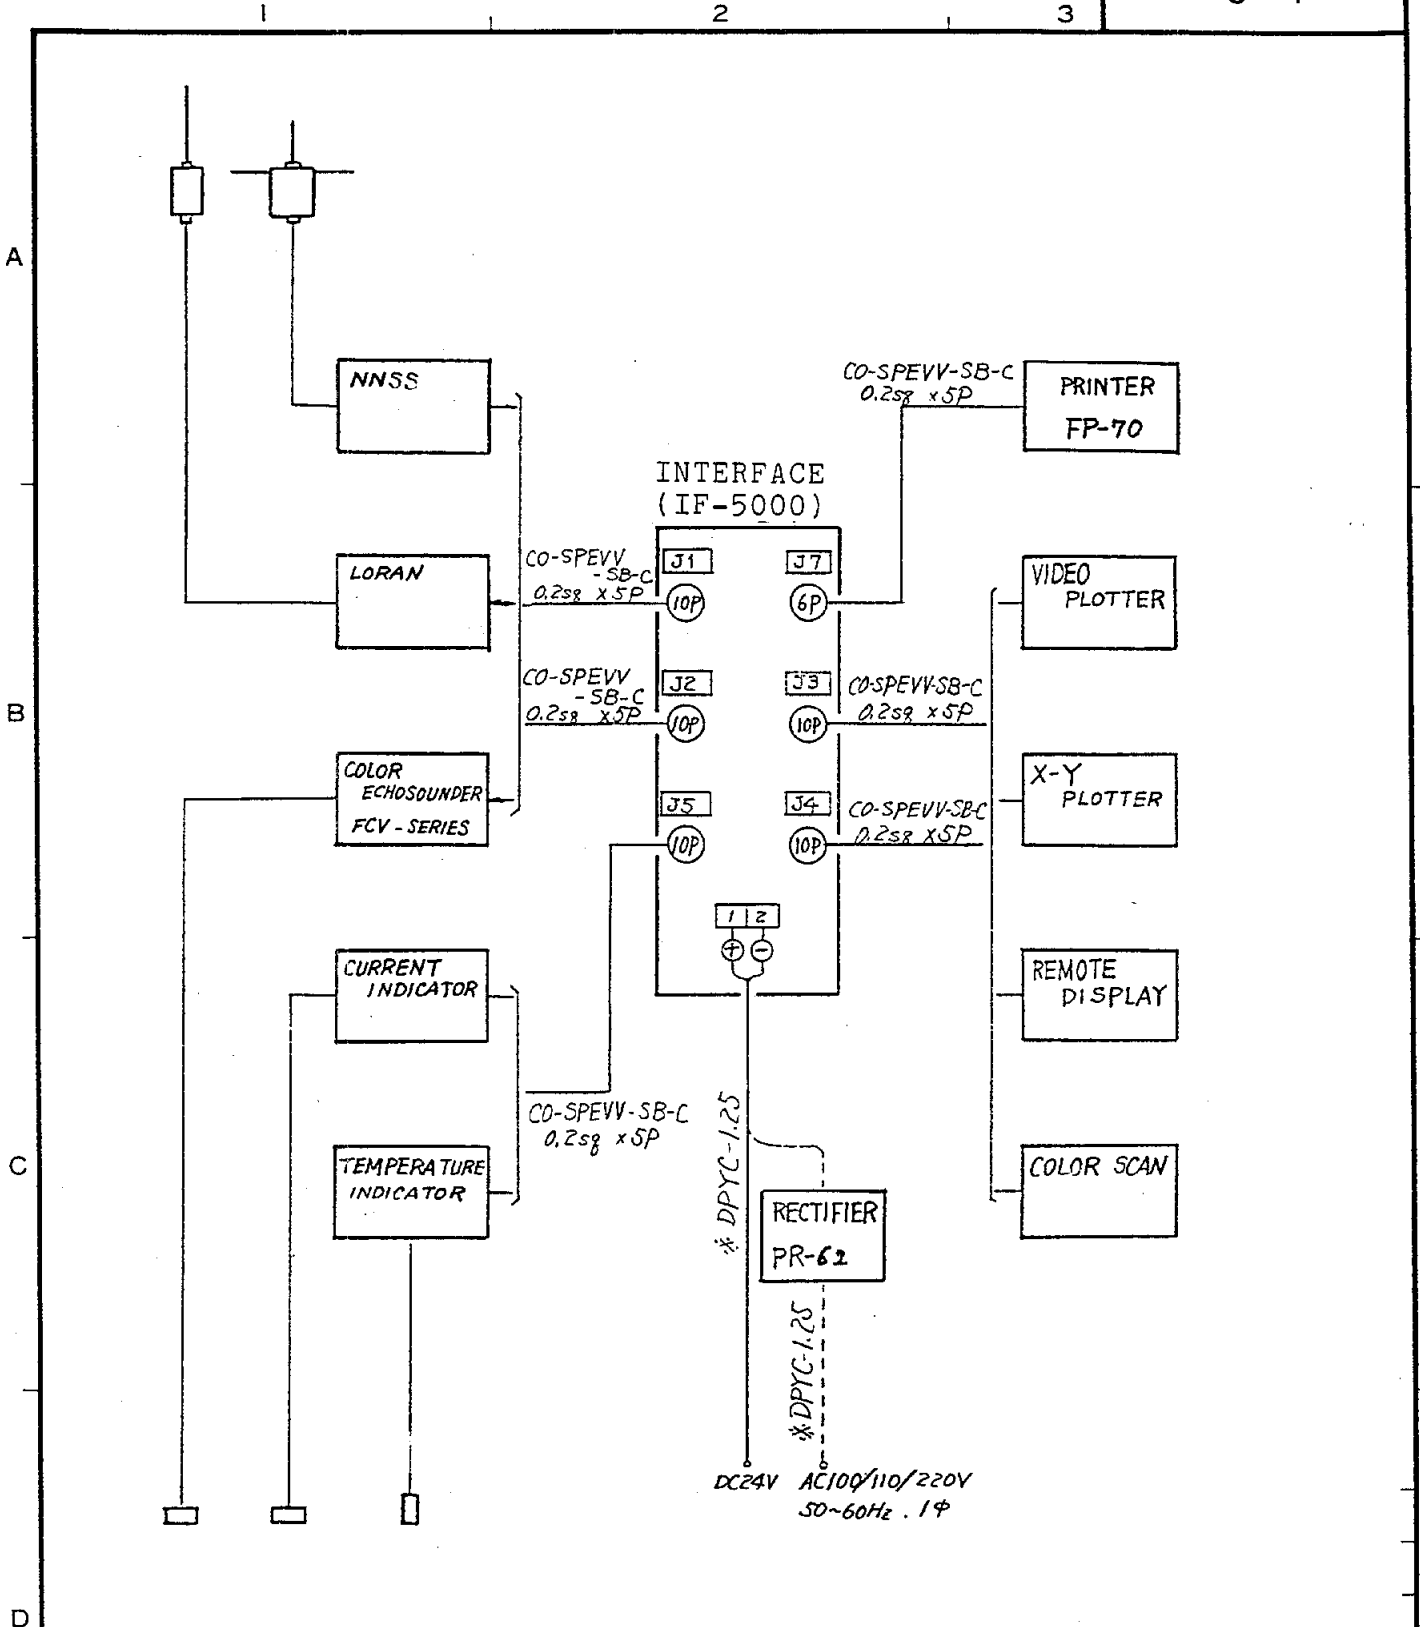 1
2
3
A
B
C
D
NNSS
LORAN
COLOR
ECHOSOUNDER
FCV-SERIES
CURRENT
INDICATOR
TEMPERATURE
INDICATOR
CO-SPEVV
-SB-C
0.2sq x5P
CO-SPEVV
-SB-C
0.2sq x5P
CO-SPEVV-SB-C
0.2sq x5P
INTERFACE
(IF-5000)
J1
10P
J2
10P
J5
10P
J7
6P
J3
10P
J4
10P
1 2
+ −
CO-SPEVV-SB-C
0.2sq x5P
CO-SPEVV-SB-C
0.2sq x5P
CO-SPEVV-SB-C
0.2sq x5P
PRINTER
FP-70
VIDEO
PLOTTER
X-Y
PLOTTER
REMOTE
DISPLAY
COLOR SCAN
※DPYC-1.25
RECTIFIER
PR-62
※DPYC-1.25
DC24V
AC100/110/220V
50~60Hz . 1φ